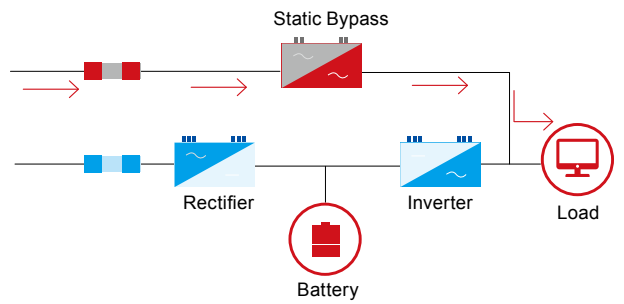 Static Bypass
Rectifier
Inverter
Load
Battery